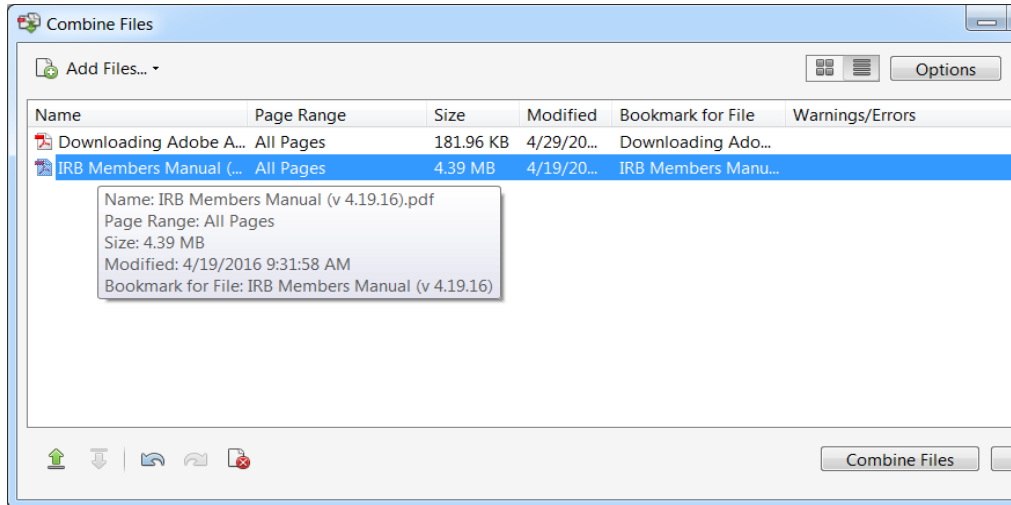 Combine Files
Add Files...
Options
Name Page Range Size Modified Bookmark for File Warnings/Errors
Downloading Adobe A... All Pages 181.96 KB 4/29/20... Downloading Ado...
IRB Members Manual (... All Pages 4.39 MB 4/19/20... IRB Members Manu...
Name: IRB Members Manual (v 4.19.16).pdf
Page Range: All Pages
Size: 4.39 MB
Modified: 4/19/2016 9:31:58 AM
Bookmark for File: IRB Members Manual (v 4.19.16)
Combine Files